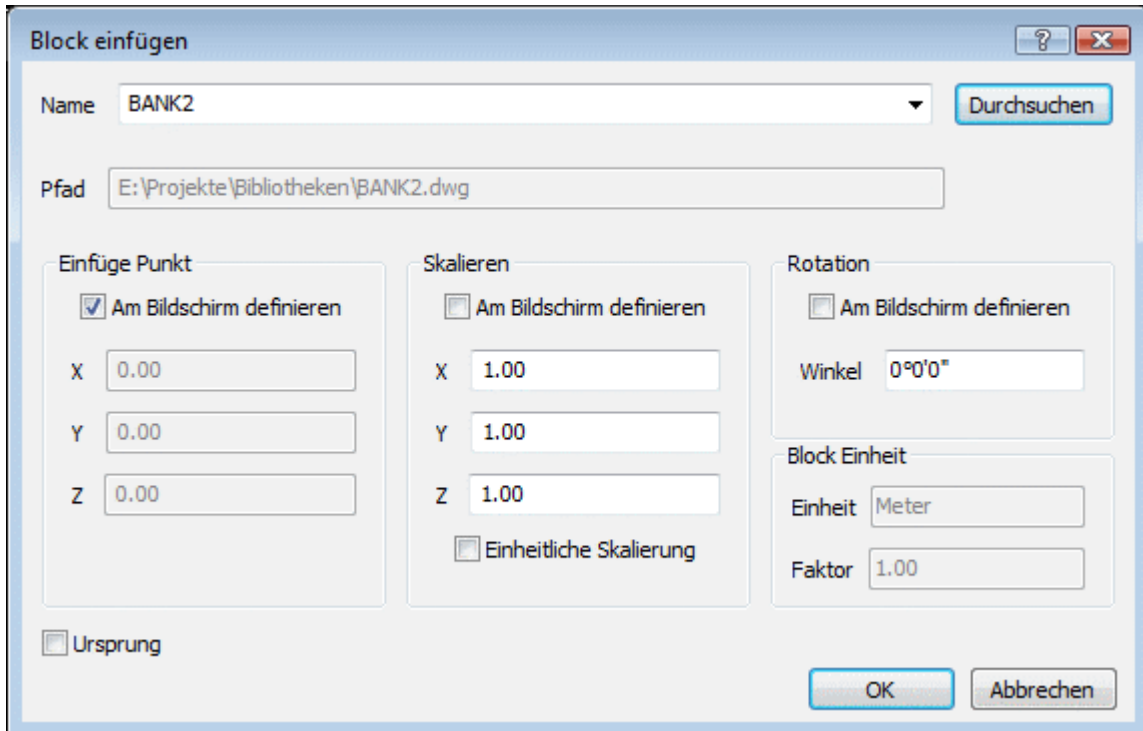 Block einfügen
Name BANK2 Durchsuchen
Pfad E:\Projekte\Bibliotheken\BANK2.dwg
Einfüge Punkt
Am Bildschirm definieren
X 0.00
Y 0.00
Z 0.00
Skalieren
Am Bildschirm definieren
X 1.00
Y 1.00
Z 1.00
Einheitliche Skalierung
Rotation
Am Bildschirm definieren
Winkel 0°0'0"
Block Einheit
Einheit Meter
Faktor 1.00
Ursprung
OK Abbrechen